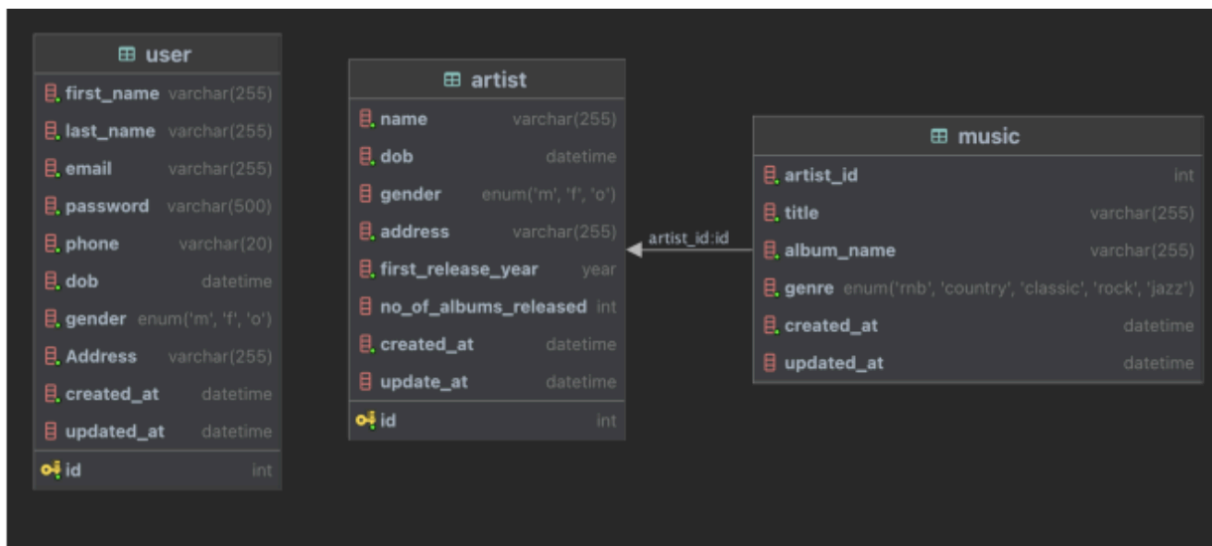 user
first_name varchar(255)
last_name varchar(255)
email varchar(255)
password varchar(500)
phone varchar(20)
dob datetime
gender enum('m', 'f', 'o')
Address varchar(255)
created_at datetime
updated_at datetime
id int
artist
name varchar(255)
dob datetime
gender enum('m', 'f', 'o')
address varchar(255)
first_release_year year
no_of_albums_released int
created_at datetime
update_at datetime
id int
artist_id:id
music
artist_id int
title varchar(255)
album_name varchar(255)
genre enum('rnb', 'country', 'classic', 'rock', 'jazz')
created_at datetime
updated_at datetime